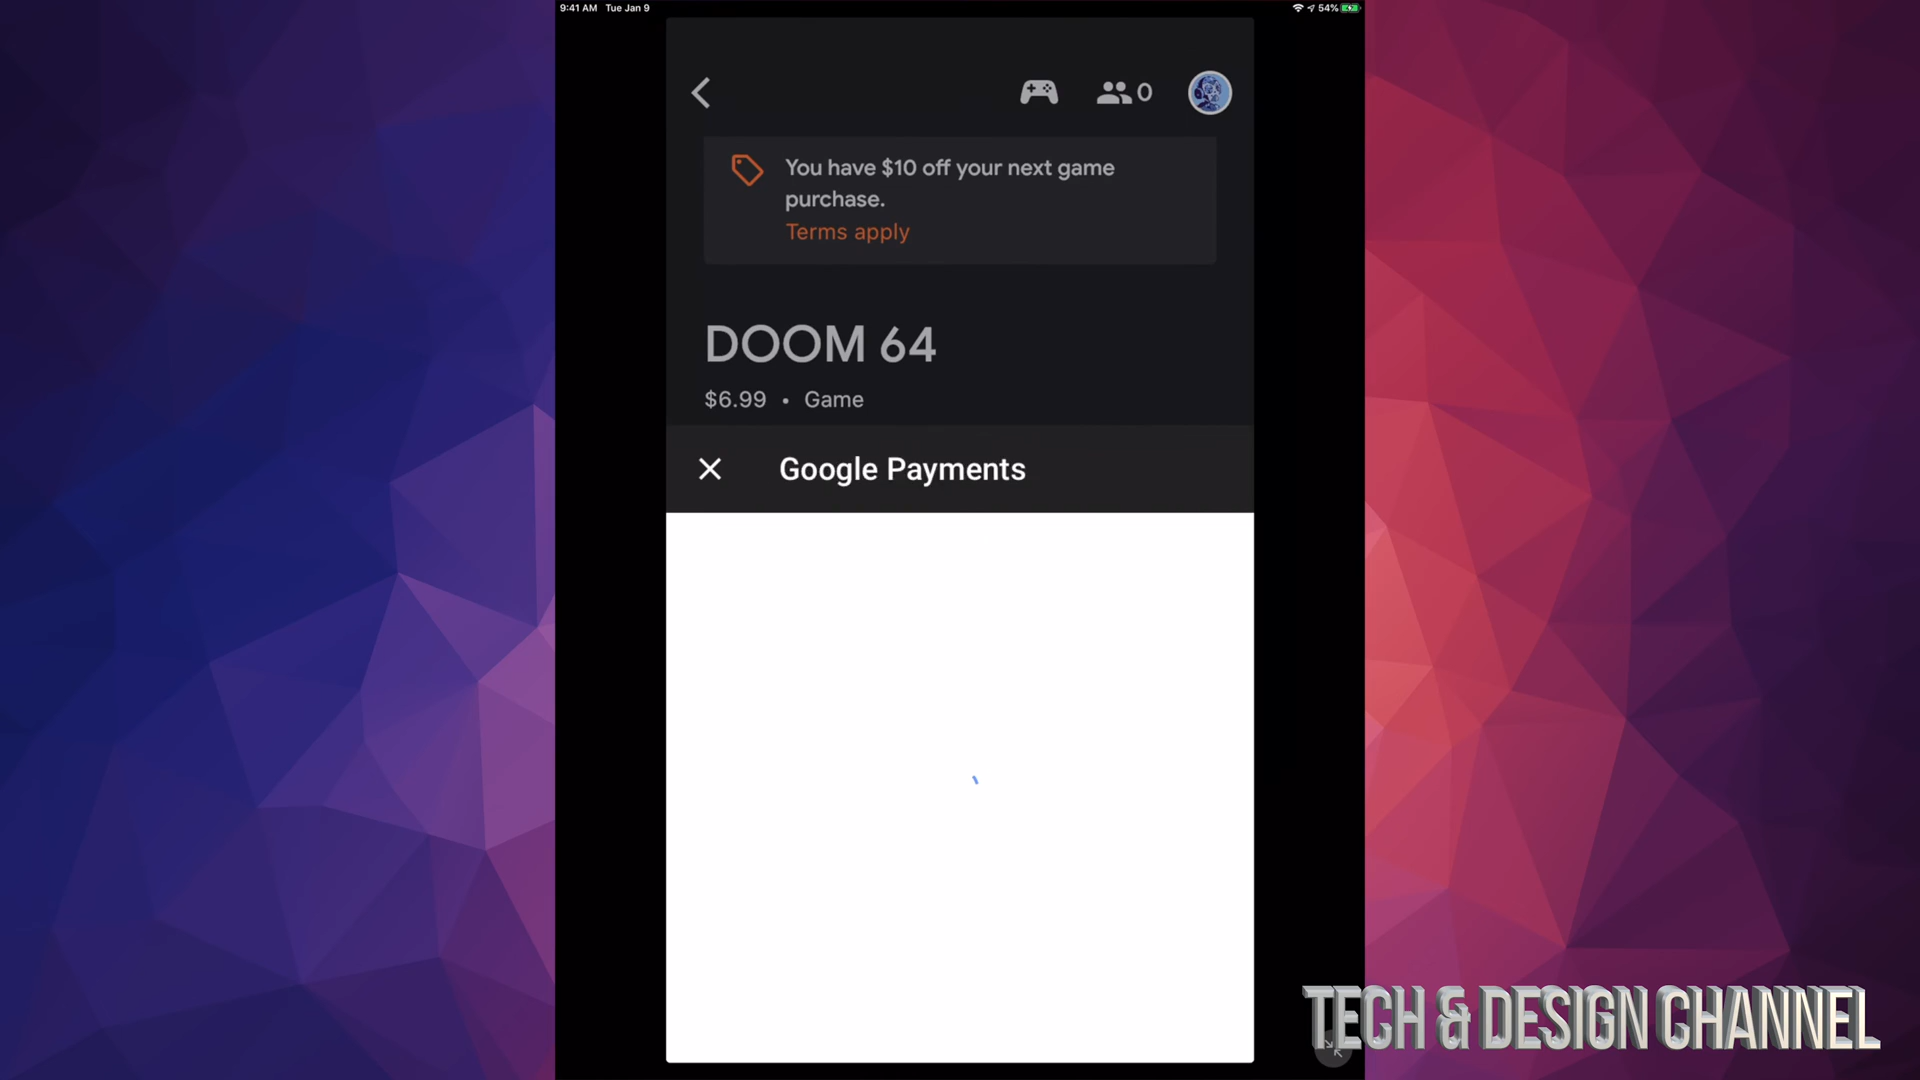 9:41 AM Tue Jan 9
54%
0
You have $10 off your next game
purchase.
Terms apply
DOOM 64
$6.99 • Game
Google Payments
TECH & DESIGN CHANNEL